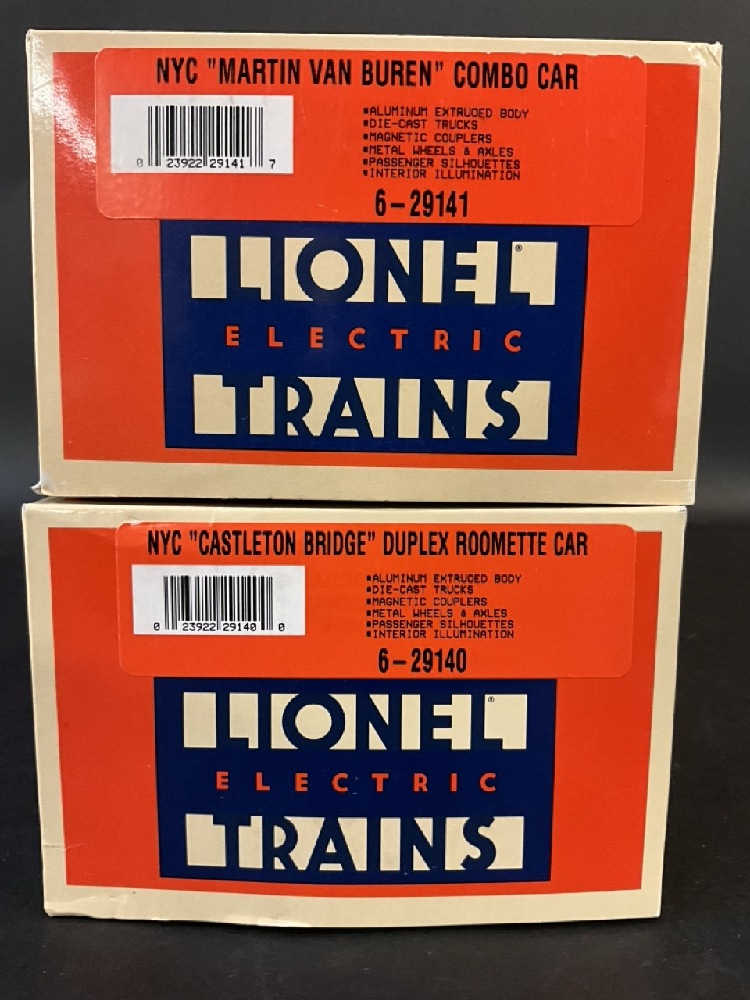 NYC "MARTIN VAN BUREN" COMBO CAR
▪ALUMINUM EXTRUDED BODY
▪DIE-CAST TRUCKS
▪MAGNETIC COUPLERS
▪METAL WHEELS & AXLES
▪PASSENGER SILHOUETTES
▪INTERIOR ILLUMINATION
0 23922 29141 7
6-29141
LIONEL®
ELECTRIC
TRAINS
NYC "CASTLETON BRIDGE" DUPLEX ROOMETTE CAR
▪ALUMINUM EXTRUDED BODY
▪DIE-CAST TRUCKS
▪MAGNETIC COUPLERS
▪METAL WHEELS & AXLES
▪PASSENGER SILHOUETTES
▪INTERIOR ILLUMINATION
0 23922 29140 0
6-29140
LIONEL®
ELECTRIC
TRAINS